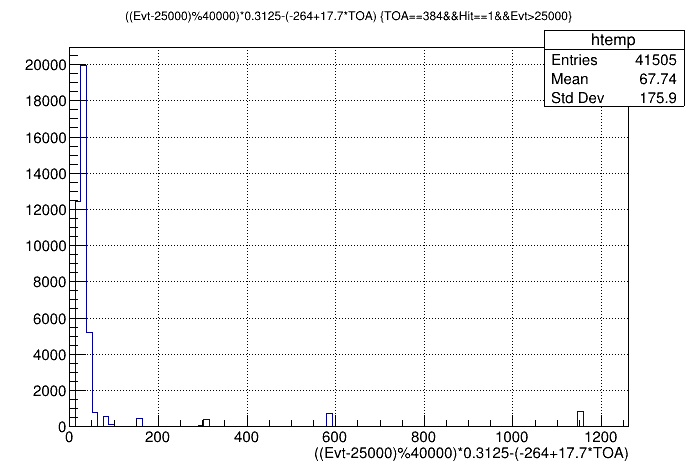 ((Evt-25000)%40000)*0.3125-(-264+17.7*TOA) {TOA==384&&Hit==1&&Evt>25000}
htemp
Entries 41505
Mean 67.74
Std Dev 175.9
20000
18000
16000
14000
12000
10000
8000
6000
4000
2000
0
0 200 400 600 800 1000 1200
((Evt-25000)%40000)*0.3125-(-264+17.7*TOA)